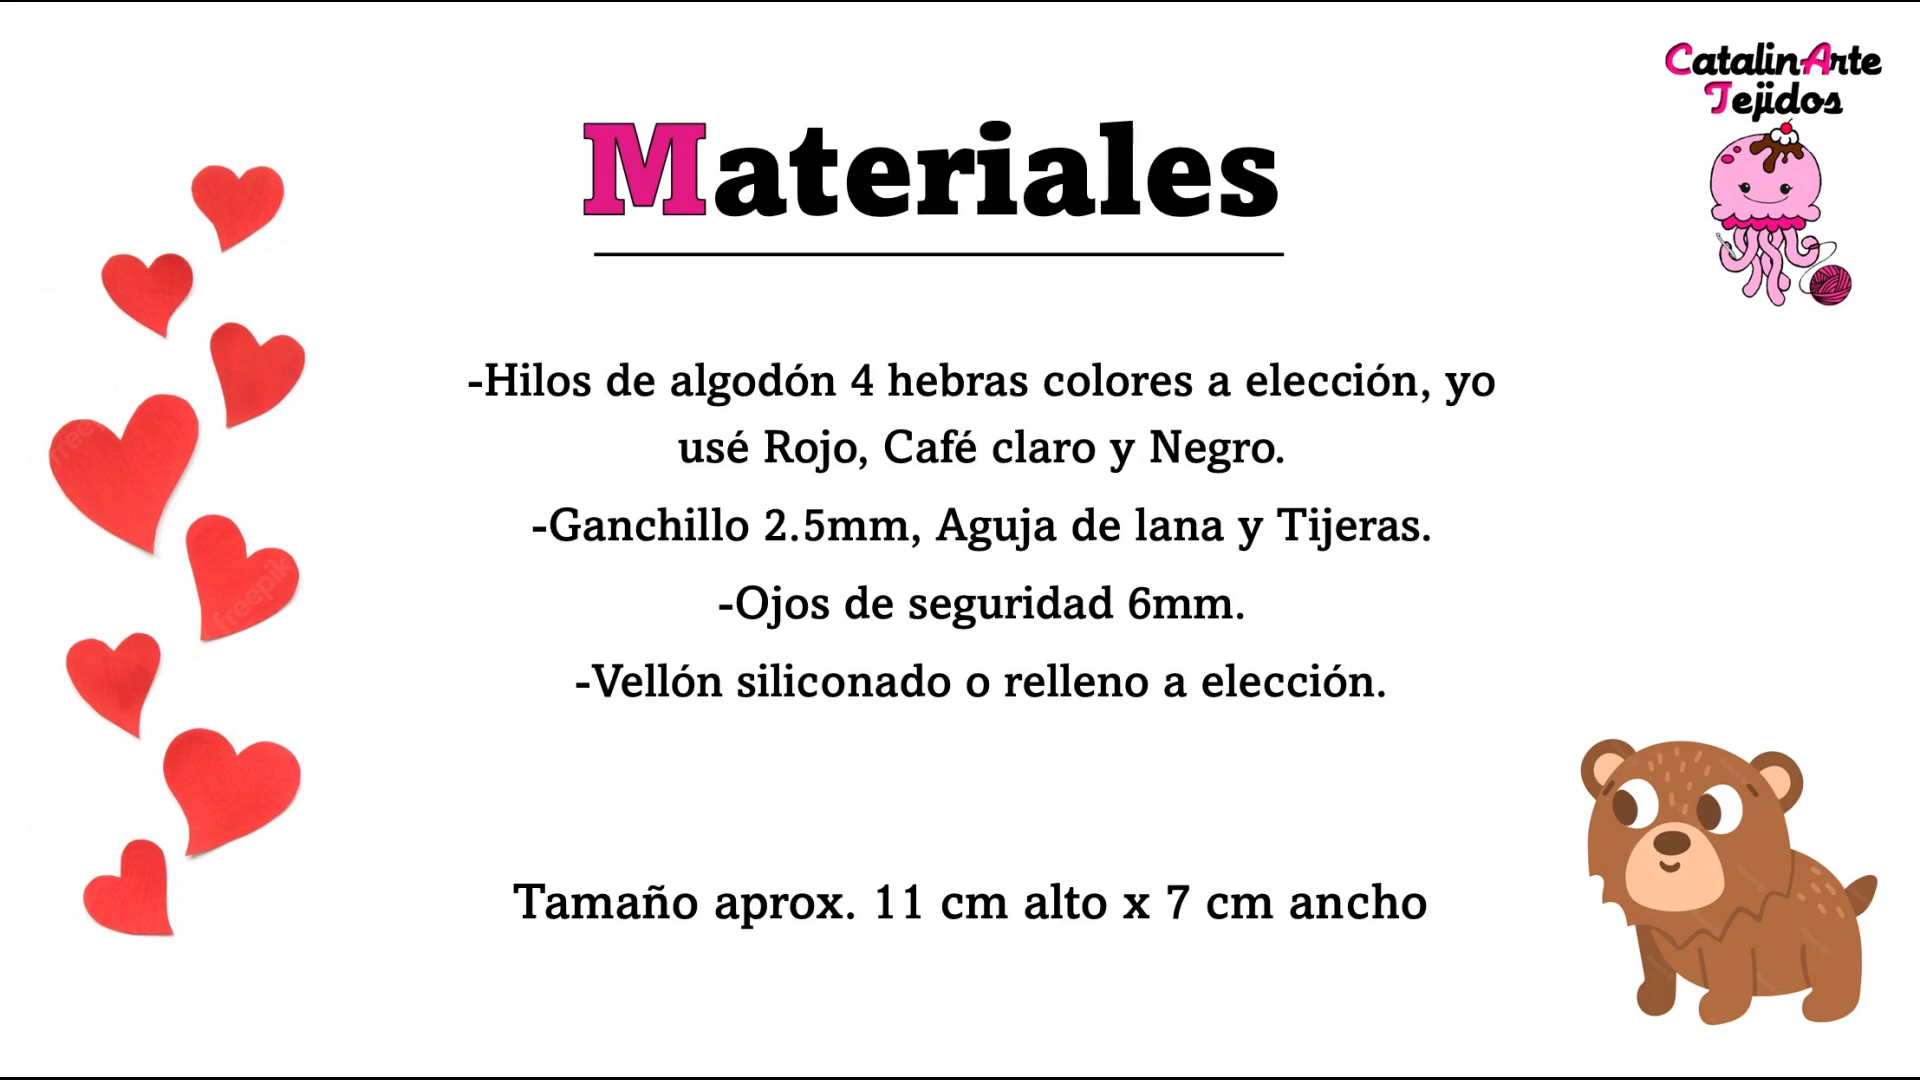 CatalinArte
Tejidos
Materiales
-Hilos de algodón 4 hebras colores a elección, yo
usé Rojo, Café claro y Negro.
-Ganchillo 2.5mm, Aguja de lana y Tijeras.
-Ojos de seguridad 6mm.
-Vellón siliconado o relleno a elección.
Tamaño aprox. 11 cm alto x 7 cm ancho
freepik